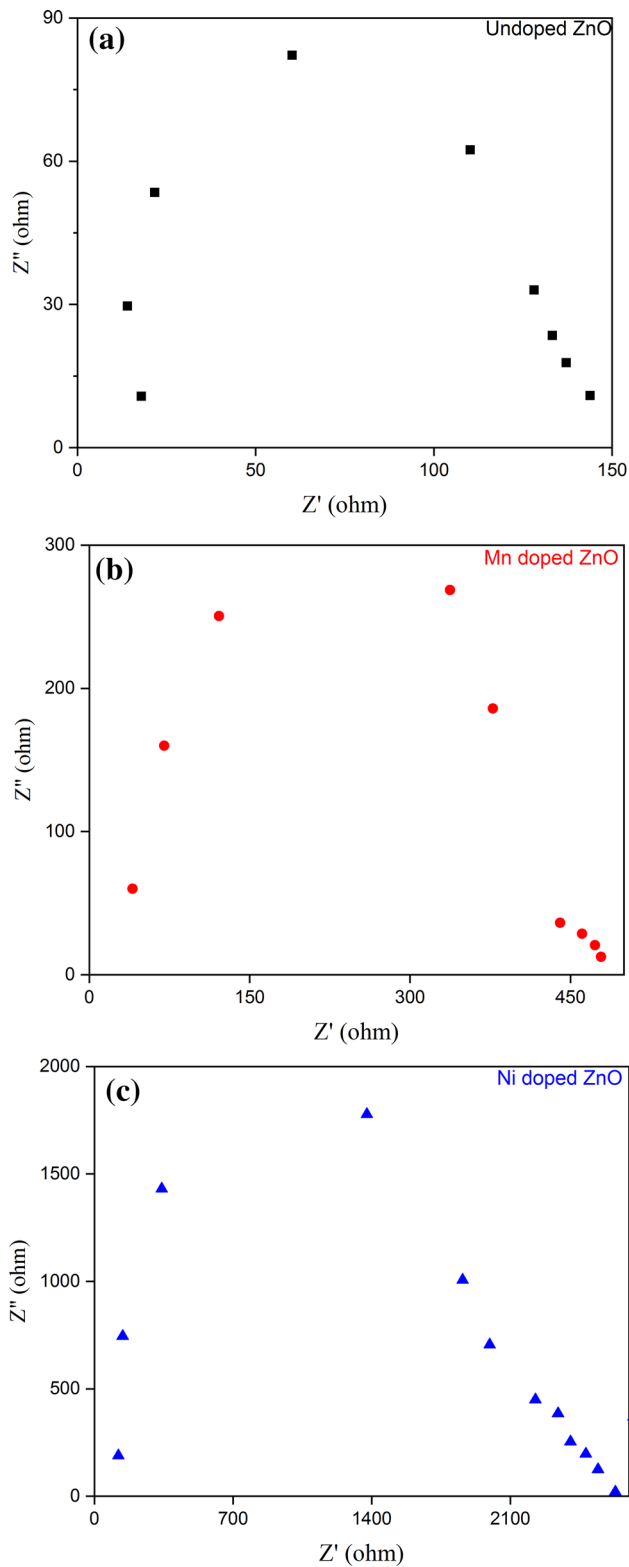 (a)
Undoped ZnO
90
60
30
0
Z'' (ohm)
0 50 100 150
Z' (ohm)
(b)
Mn doped ZnO
300
200
100
0
Z'' (ohm)
0 150 300 450
Z' (ohm)
(c)
Ni doped ZnO
2000
1500
1000
500
0
Z'' (ohm)
0 700 1400 2100
Z' (ohm)